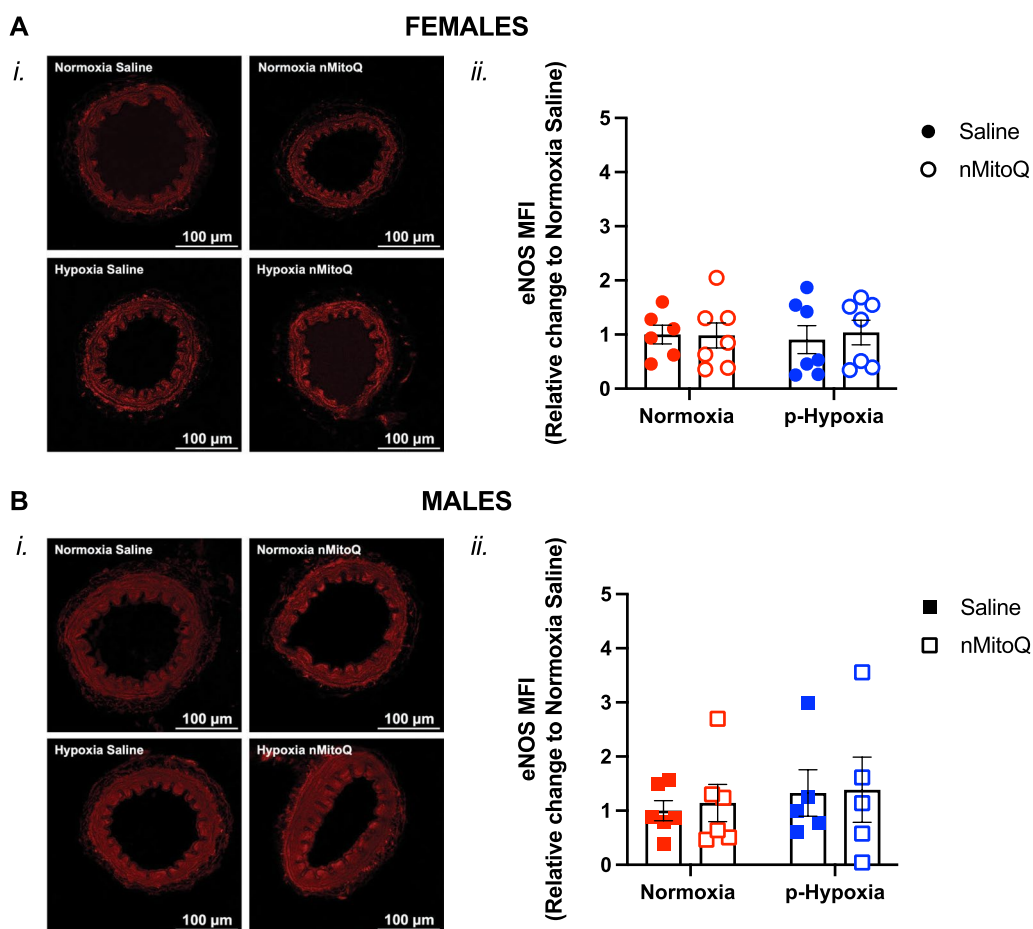 A
FEMALES
i.
Normoxia Saline
100 µm
Normoxia nMitoQ
100 µm
Hypoxia Saline
100 µm
Hypoxia nMitoQ
100 µm
ii.
eNOS MFI
(Relative change to Normoxia Saline)
5
4
3
2
1
0
Normoxia
p-Hypoxia
Saline
nMitoQ
B
MALES
i.
Normoxia Saline
100 µm
Normoxia nMitoQ
100 µm
Hypoxia Saline
100 µm
Hypoxia nMitoQ
100 µm
ii.
eNOS MFI
(Relative change to Normoxia Saline)
5
4
3
2
1
0
Normoxia
p-Hypoxia
Saline
nMitoQ